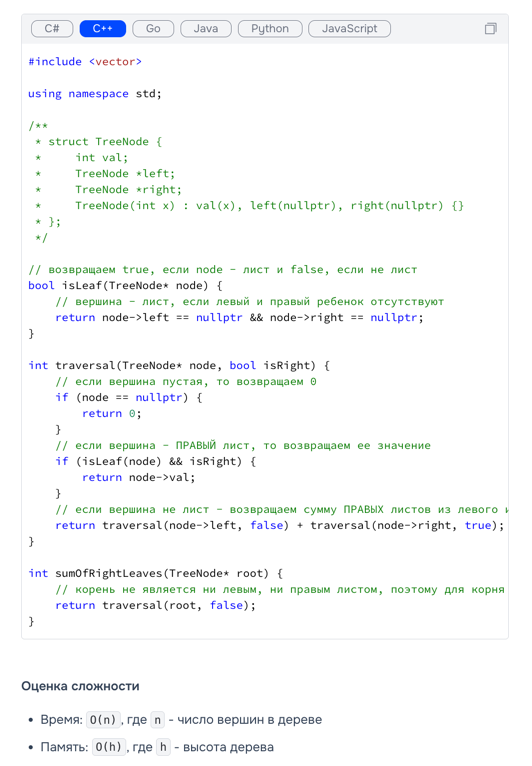 C#
C++
Go
Java
Python
JavaScript
#include <vector>
using namespace std;
/**
 * struct TreeNode {
 *     int val;
 *     TreeNode *left;
 *     TreeNode *right;
 *     TreeNode(int x) : val(x), left(nullptr), right(nullptr) {}
 * };
 */
// возвращаем true, если node - лист и false, если не лист
bool isLeaf(TreeNode* node) {
    // вершина - лист, если левый и правый ребенок отсутствуют
    return node->left == nullptr && node->right == nullptr;
}
int traversal(TreeNode* node, bool isRight) {
    // если вершина пустая, то возвращаем 0
    if (node == nullptr) {
        return 0;
    }
    // если вершина - ПРАВЫЙ лист, то возвращаем ее значение
    if (isLeaf(node) && isRight) {
        return node->val;
    }
    // если вершина не лист - возвращаем сумму ПРАВЫХ листов из левого
    return traversal(node->left, false) + traversal(node->right, true);
}
int sumOfRightLeaves(TreeNode* root) {
    // корень не является ни левым, ни правым листом, поэтому для корня
    return traversal(root, false);
}
Оценка сложности
• Время: O(n), где n - число вершин в дереве
• Память: O(h), где h - высота дерева